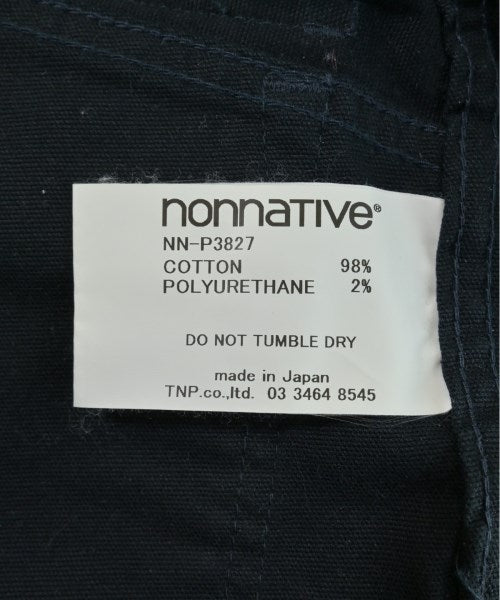 nonnative®
NN-P3827
COTTON 98%
POLYURETHANE 2%
DO NOT TUMBLE DRY
made in Japan
TNP.co.,ltd. 03 3464 8545